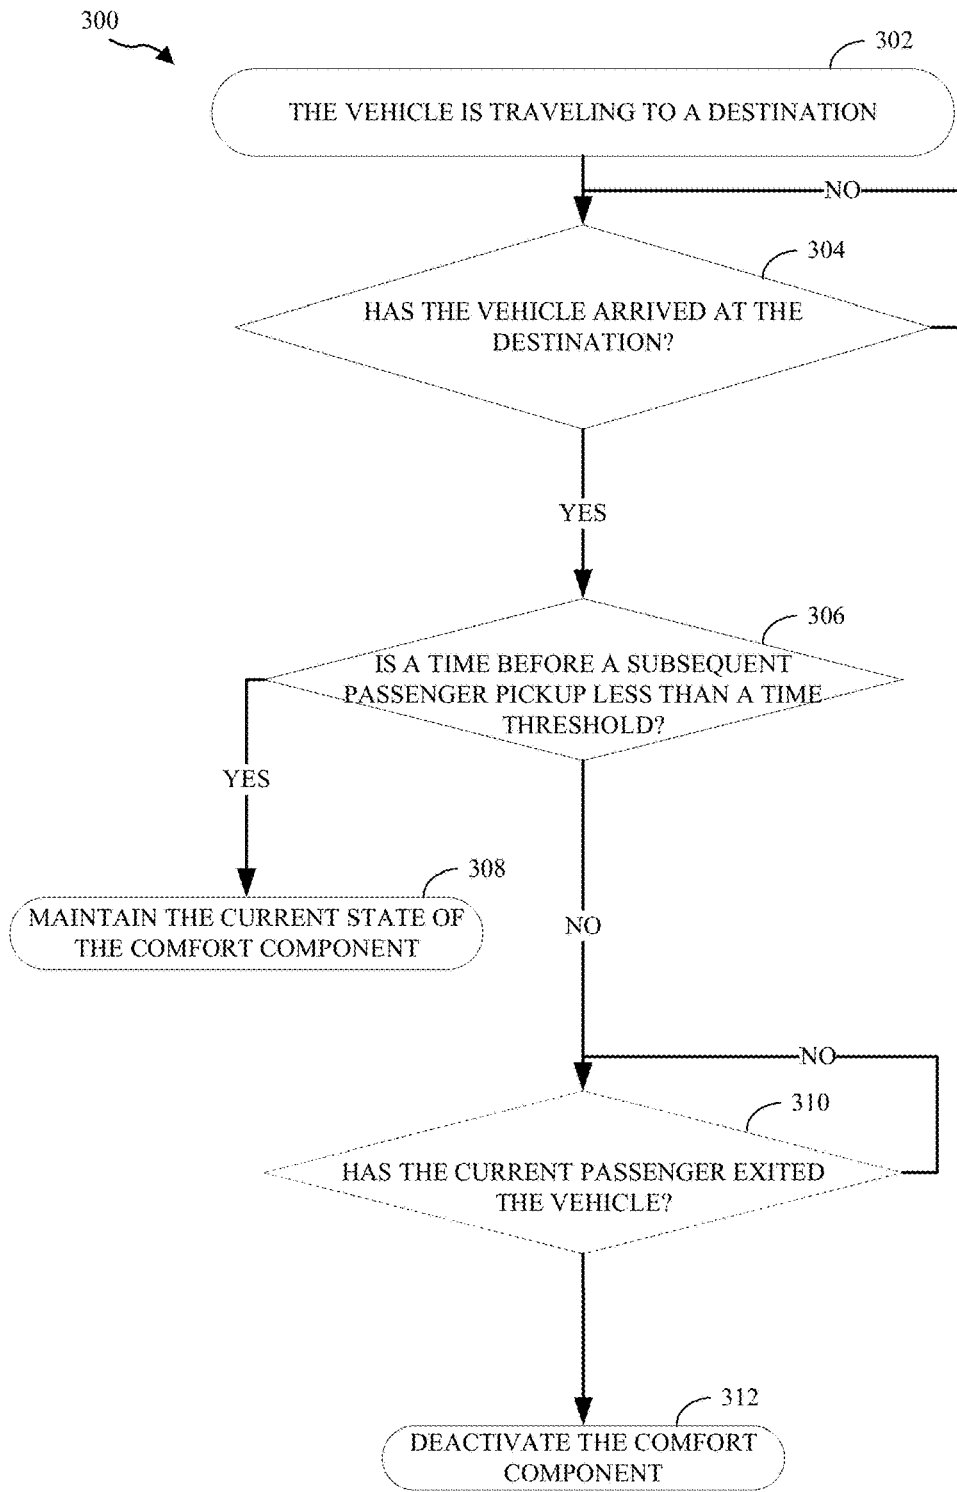 300
302
THE VEHICLE IS TRAVELING TO A DESTINATION
NO
304
HAS THE VEHICLE ARRIVED AT THE
DESTINATION?
YES
306
IS A TIME BEFORE A SUBSEQUENT
PASSENGER PICKUP LESS THAN A TIME
THRESHOLD?
YES
308
MAINTAIN THE CURRENT STATE OF
THE COMFORT COMPONENT
NO
NO
310
HAS THE CURRENT PASSENGER EXITED
THE VEHICLE?
312
DEACTIVATE THE COMFORT
COMPONENT